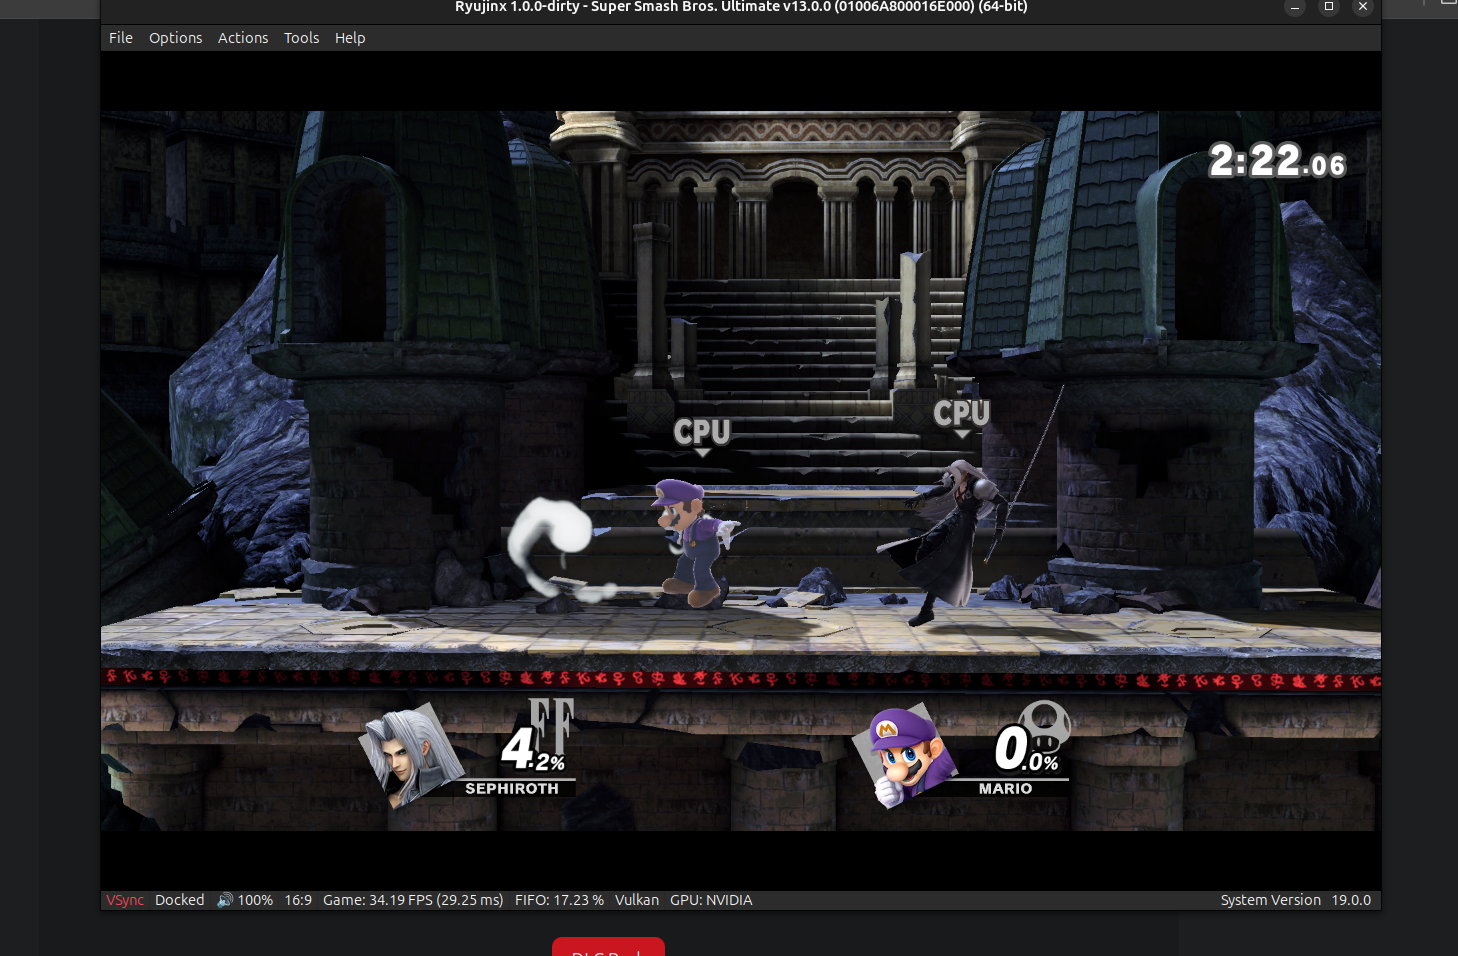 Ryujinx 1.0.0-dirty - Super Smash Bros. Ultimate v13.0.0 (01006A800016E000) (64-bit)
File Options Actions Tools Help
2:22.06
CPU
CPU
4.2%
SEPHIROTH
0.0%
MARIO
VSync Docked 100% 16:9 Game: 34.19 FPS (29.25 ms) FIFO: 17.23 % Vulkan GPU: NVIDIA System Version 19.0.0